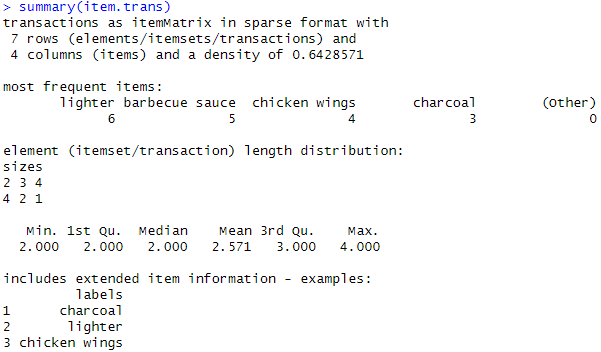 > summary(item.trans)
transactions as itemMatrix in sparse format with
 7 rows (elements/itemsets/transactions) and
 4 columns (items) and a density of 0.6428571

most frequent items:
       lighter barbecue sauce  chicken wings       charcoal        (Other)
             6              5              4              3              0

element (itemset/transaction) length distribution:
sizes
2 3 4
4 2 1

   Min. 1st Qu.  Median    Mean 3rd Qu.    Max.
  2.000   2.000   2.000   2.571   3.000   4.000

includes extended item information - examples:
         labels
1      charcoal
2       lighter
3 chicken wings